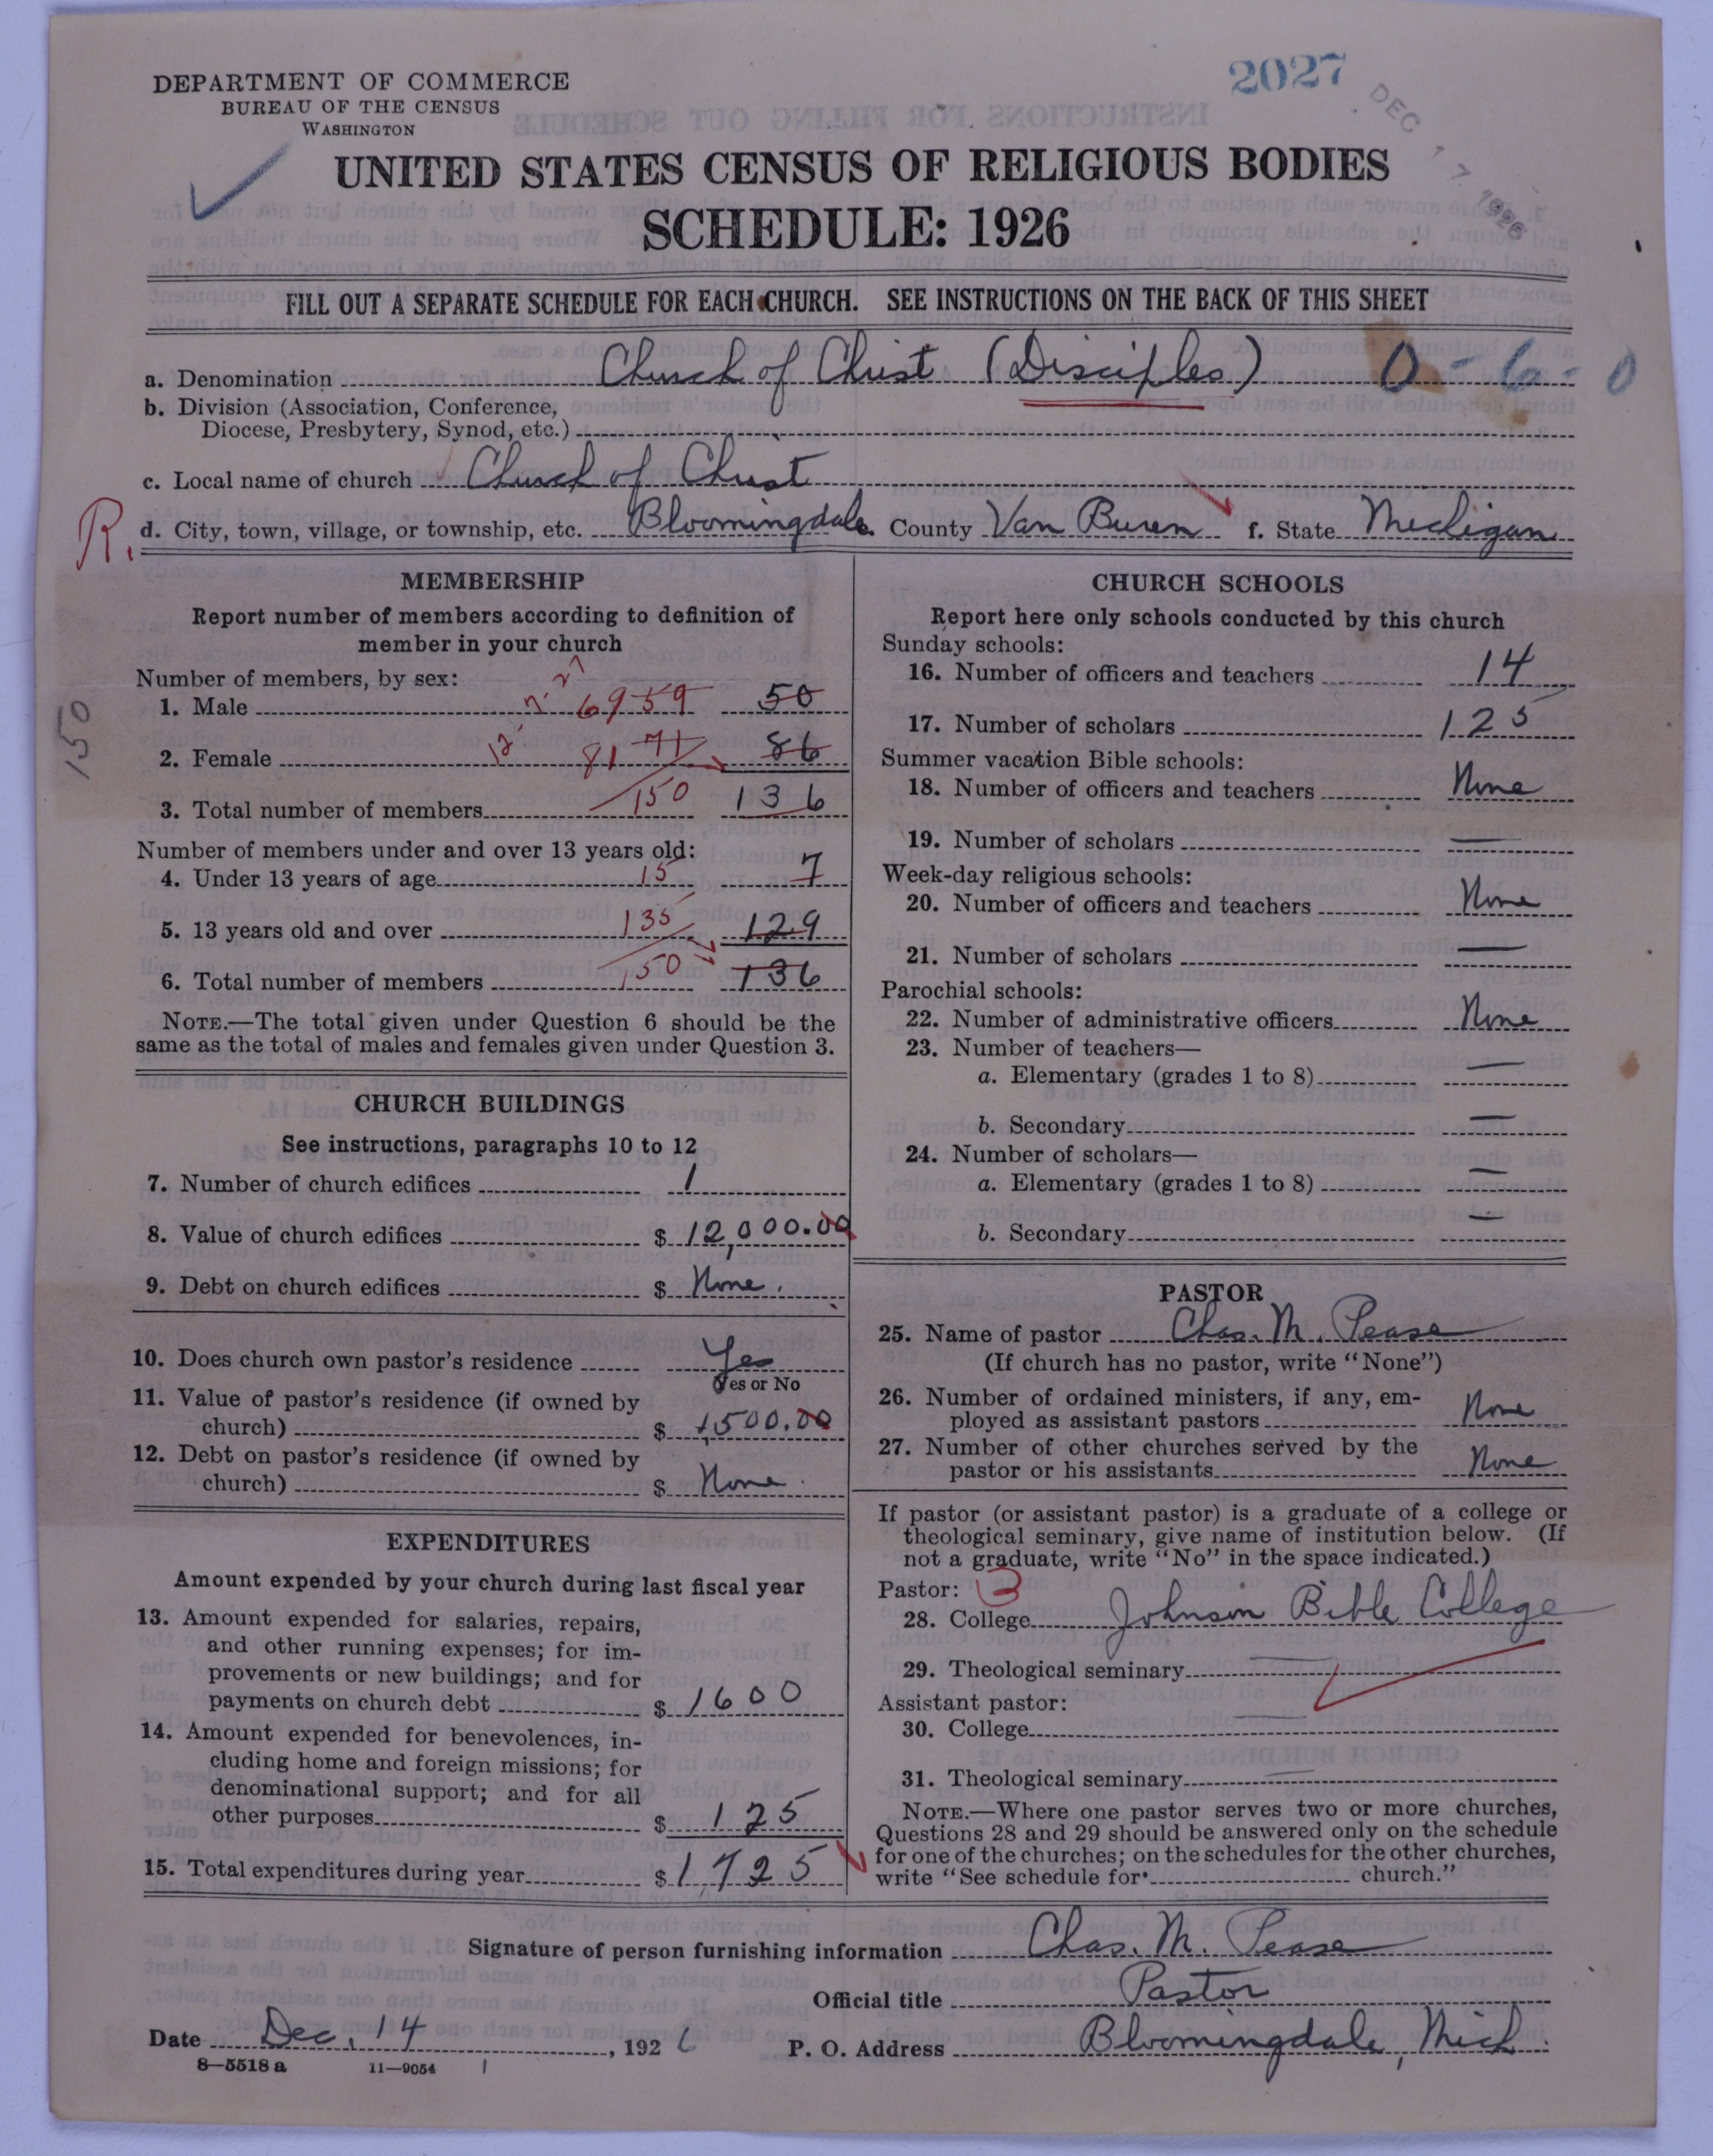 2027
DEC 17 1926
DEPARTMENT OF COMMERCE
BUREAU OF THE CENSUS
WASHINGTON
UNITED STATES CENSUS OF RELIGIOUS BODIES
SCHEDULE: 1926
FILL OUT A SEPARATE SCHEDULE FOR EACH CHURCH. SEE INSTRUCTIONS ON THE BACK OF THIS SHEET
a. Denomination Church of Christ (Disciples) 0-6-0
b. Division (Association, Conference,
Diocese, Presbytery, Synod, etc.)
c. Local name of church Church of Christ
R. d. City, town, village, or township, etc. Bloomingdale County Van Buren f. State Michigan
150
MEMBERSHIP
Report number of members according to definition of
member in your church
Number of members, by sex:
1. Male 69 59 50
2. Female 12 81 71 86
3. Total number of members 150 136
Number of members under and over 13 years old:
4. Under 13 years of age 15 7
5. 13 years old and over 135 129
6. Total number of members 150 136
NOTE.—The total given under Question 6 should be the
same as the total of males and females given under Question 3.
CHURCH BUILDINGS
See instructions, paragraphs 10 to 12
7. Number of church edifices 1
8. Value of church edifices $ 12,000.00
9. Debt on church edifices $ None.
10. Does church own pastor's residence Yes
Yes or No
11. Value of pastor's residence (if owned by
church) $ 1,500.00
12. Debt on pastor's residence (if owned by
church) $ None
EXPENDITURES
Amount expended by your church during last fiscal year
13. Amount expended for salaries, repairs,
and other running expenses; for im-
provements or new buildings; and for
payments on church debt $ 1600
14. Amount expended for benevolences, in-
cluding home and foreign missions; for
denominational support; and for all
other purposes $ 125
15. Total expenditures during year $ 1,725
CHURCH SCHOOLS
Report here only schools conducted by this church
Sunday schools:
16. Number of officers and teachers 14
17. Number of scholars 125
Summer vacation Bible schools:
18. Number of officers and teachers None
19. Number of scholars —
Week-day religious schools:
20. Number of officers and teachers None
21. Number of scholars —
Parochial schools:
22. Number of administrative officers None
23. Number of teachers—
a. Elementary (grades 1 to 8) —
b. Secondary —
24. Number of scholars—
a. Elementary (grades 1 to 8) —
b. Secondary —
PASTOR
25. Name of pastor Chas. M. Pease
(If church has no pastor, write "None")
26. Number of ordained ministers, if any, em-
ployed as assistant pastors None
27. Number of other churches served by the
pastor or his assistants None
If pastor (or assistant pastor) is a graduate of a college or
theological seminary, give name of institution below. (If
not a graduate, write "No" in the space indicated.)
Pastor: 3
28. College Johnson Bible College
29. Theological seminary —
Assistant pastor:
30. College —
31. Theological seminary —
NOTE.—Where one pastor serves two or more churches,
Questions 28 and 29 should be answered only on the schedule
for one of the churches; on the schedules for the other churches,
write "See schedule for church."
Signature of person furnishing information Chas. M. Pease
Official title Pastor
Date Dec. 14, 1926 P. O. Address Bloomingdale, Mich.
8—5518 a 11—9054